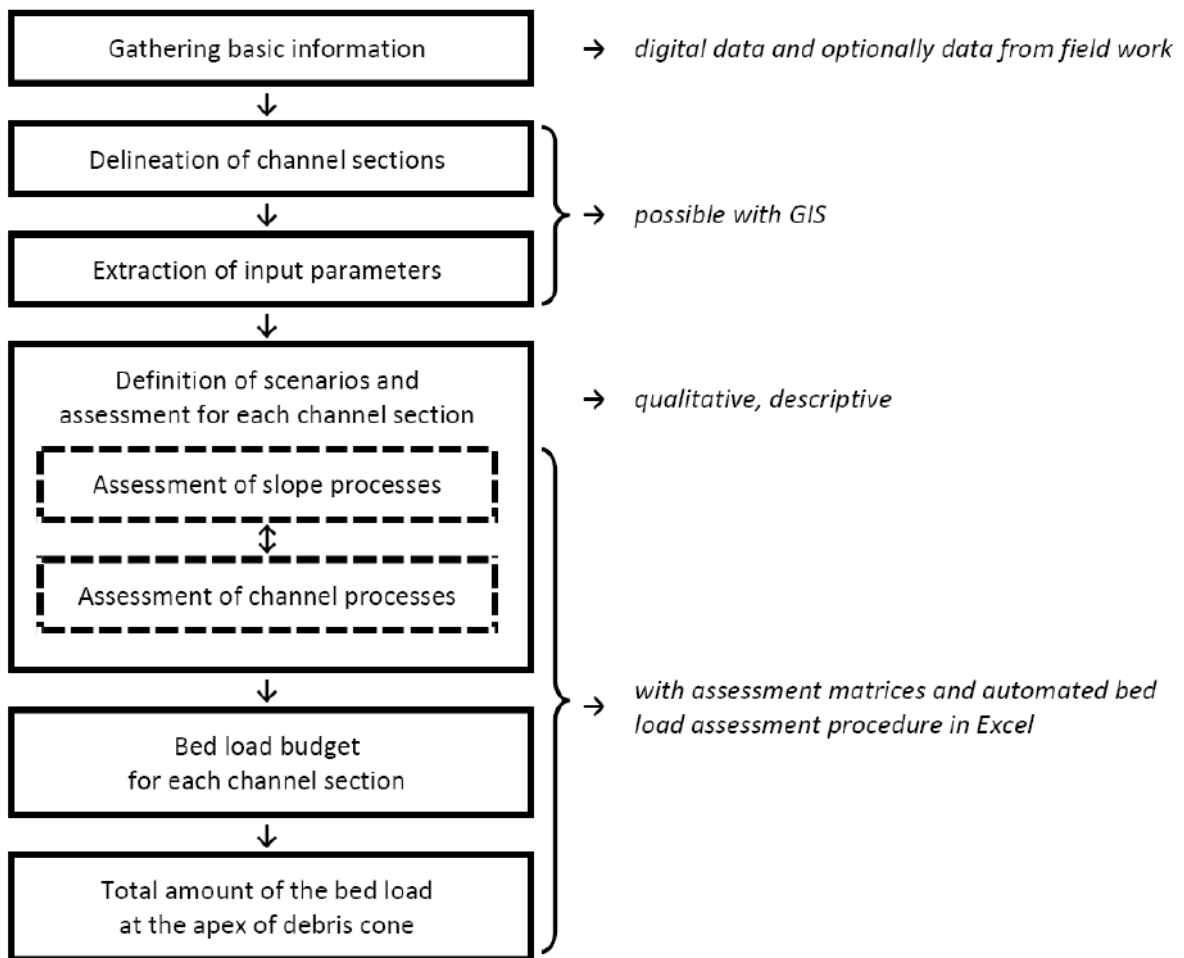 Gathering basic information
→ digital data and optionally data from field work
↓
Delineation of channel sections
↓
→ possible with GIS
Extraction of input parameters
↓
Definition of scenarios and
assessment for each channel section
→ qualitative, descriptive
Assessment of slope processes
↕
Assessment of channel processes
→ with assessment matrices and automated bed
load assessment procedure in Excel
↓
Bed load budget
for each channel section
↓
Total amount of the bed load
at the apex of debris cone